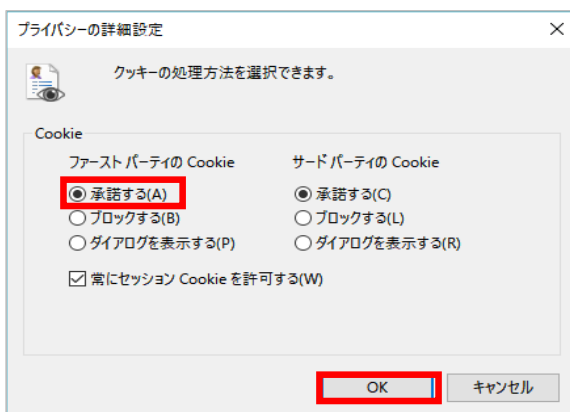 プライバシーの詳細設定
クッキーの処理方法を選択できます。
Cookie
ファースト パーティの Cookie
サード パーティの Cookie
承諾する(A)
承諾する(C)
ブロックする(B)
ブロックする(L)
ダイアログを表示する(P)
ダイアログを表示する(R)
常にセッション Cookie を許可する(W)
OK
キャンセル